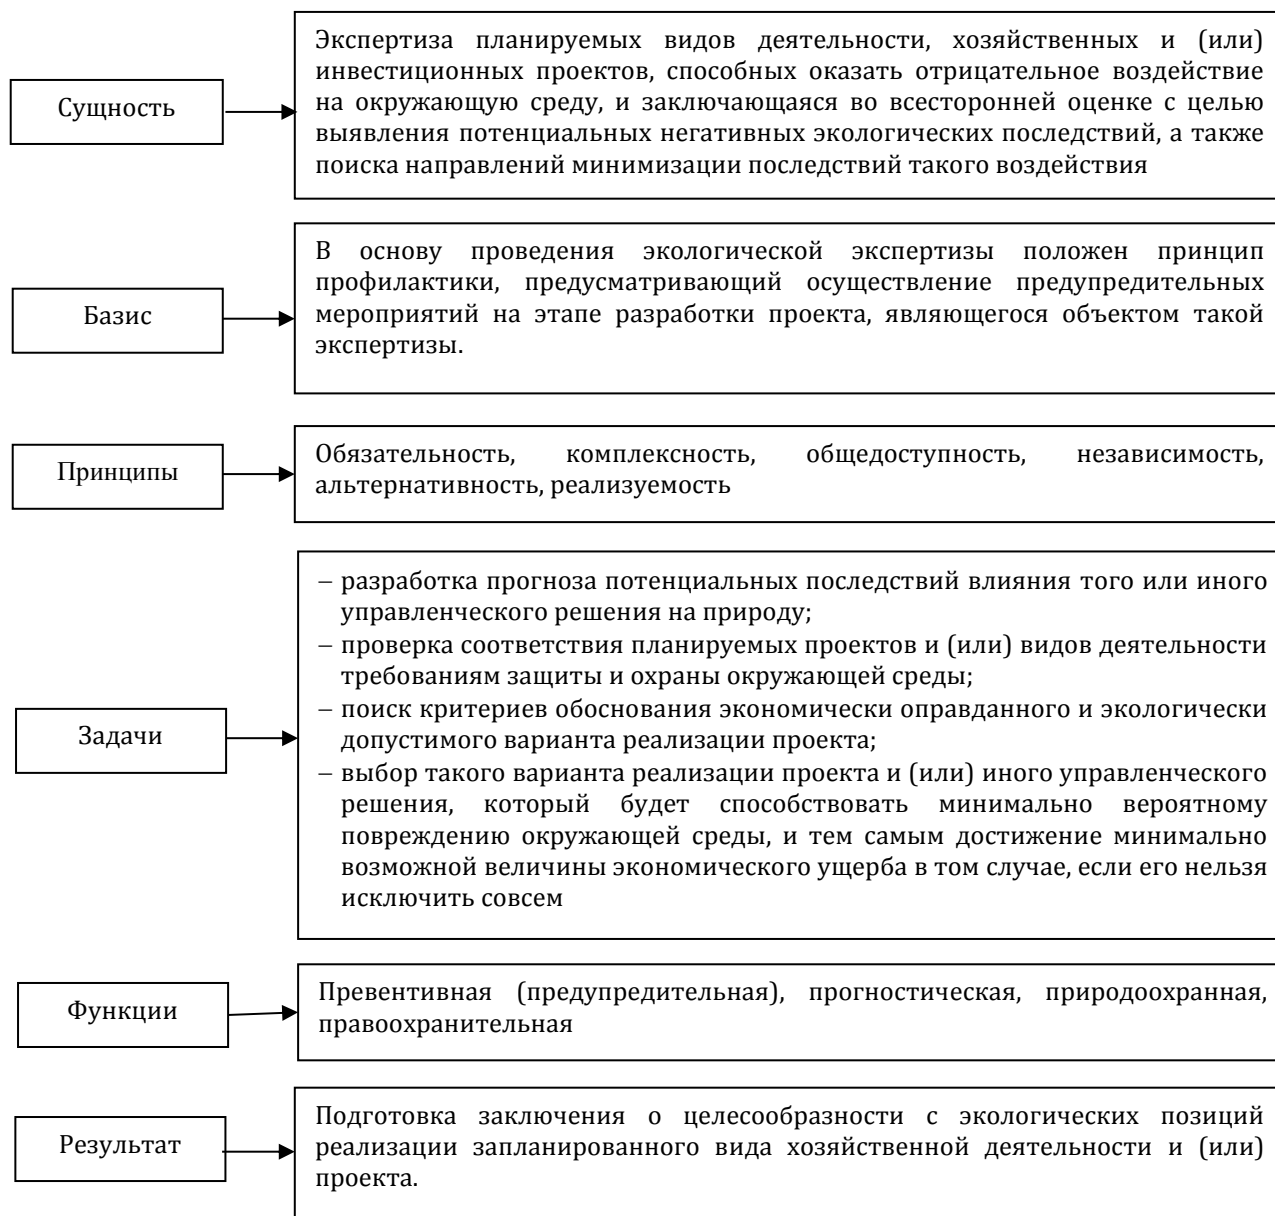 Сущность
Экспертиза планируемых видов деятельности, хозяйственных и (или)
инвестиционных проектов, способных оказать отрицательное воздействие
на окружающую среду, и заключающаяся во всесторонней оценке с целью
выявления потенциальных негативных экологических последствий, а также
поиска направлений минимизации последствий такого воздействия
Базис
В основу проведения экологической экспертизы положен принцип
профилактики, предусматривающий осуществление предупредительных
мероприятий на этапе разработки проекта, являющегося объектом такой
экспертизы.
Принципы
Обязательность, комплексность, общедоступность, независимость,
альтернативность, реализуемость
Задачи
– разработка прогноза потенциальных последствий влияния того или иного
управленческого решения на природу;
– проверка соответствия планируемых проектов и (или) видов деятельности
требованиям защиты и охраны окружающей среды;
– поиск критериев обоснования экономически оправданного и экологически
допустимого варианта реализации проекта;
– выбор такого варианта реализации проекта и (или) иного управленческого
решения, который будет способствовать минимально вероятному
повреждению окружающей среды, и тем самым достижение минимально
возможной величины экономического ущерба в том случае, если его нельзя
исключить совсем
Функции
Превентивная (предупредительная), прогностическая, природоохранная,
правоохранительная
Результат
Подготовка заключения о целесообразности с экологических позиций
реализации запланированного вида хозяйственной деятельности и (или)
проекта.